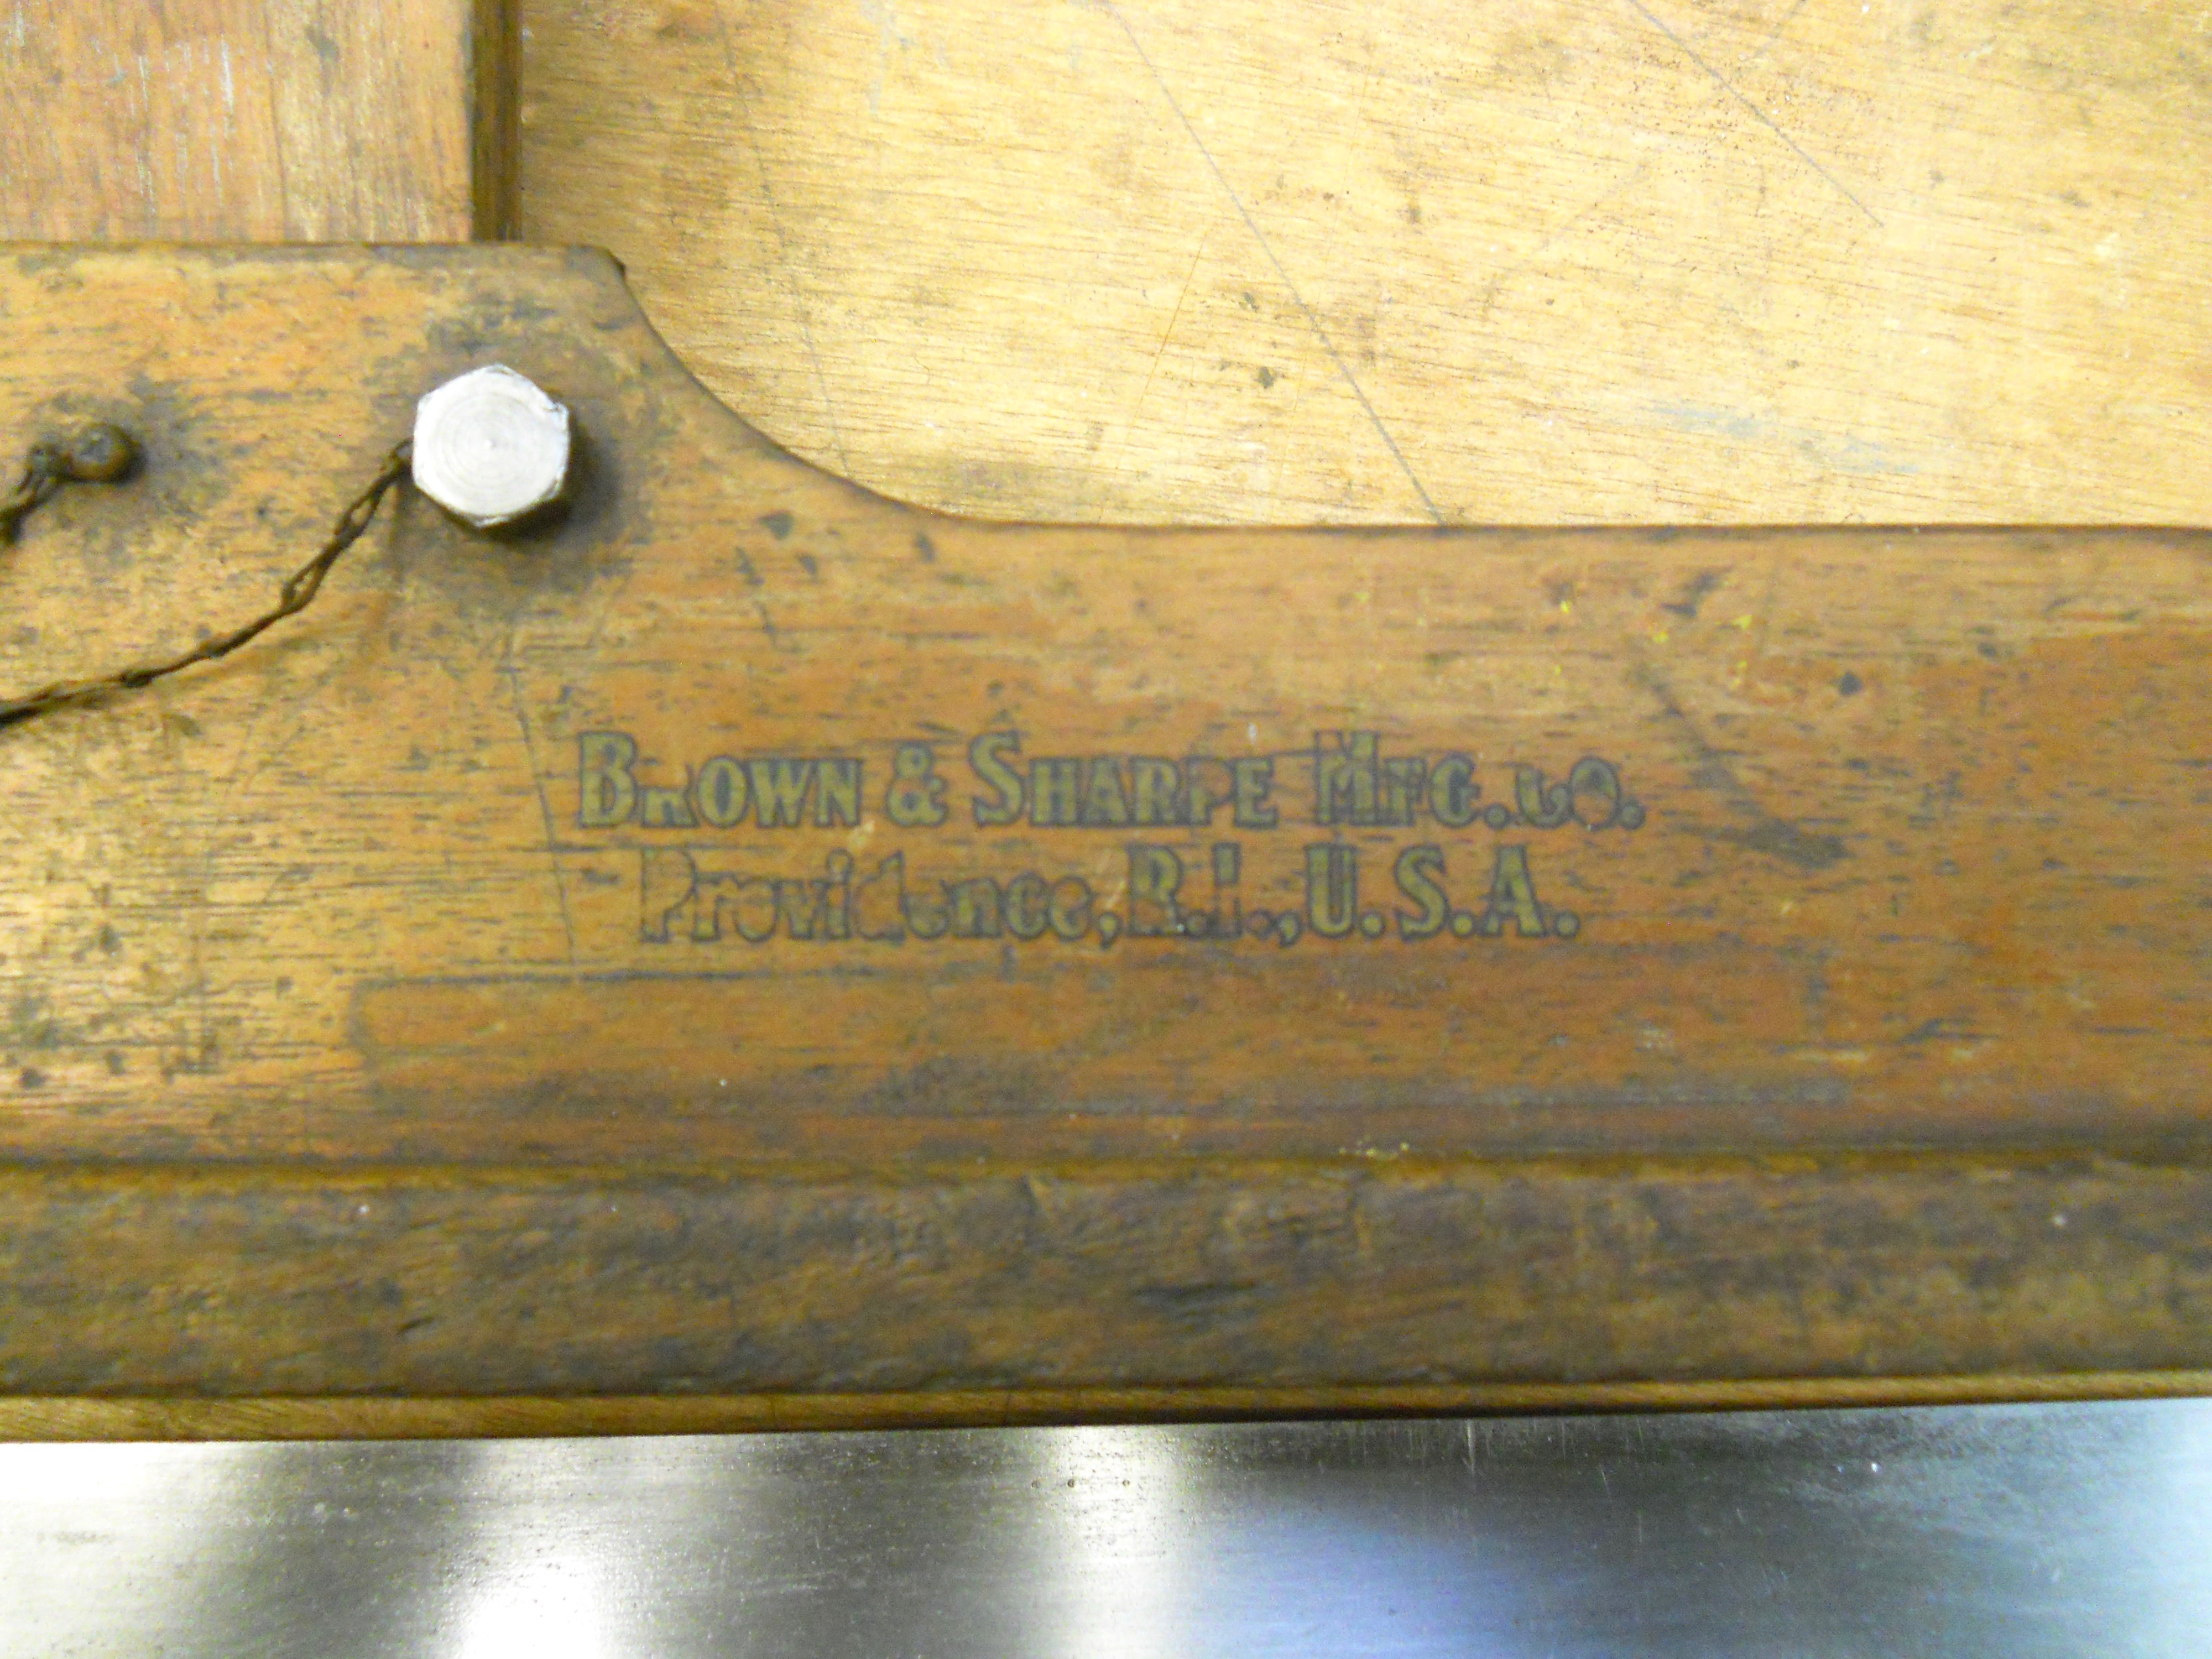 Brown & Sharpe Mfg. Co.
Providence, R.I., U.S.A.